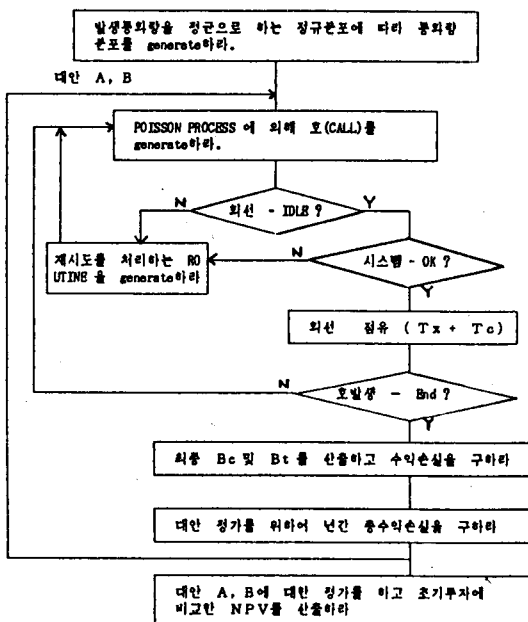 발생통화량을 평균으로 하는 정규분포에 따라 통화량
분포를 generate하라.
대안 A, B
POISSON PROCESS 에 의해 호(CALL)를
generate하라.
N
외선 - IDLE ?
Y
재시도를 처리하는 RO
UTINE 을 generate하라
N
시스템 - OK ?
Y
외선 점유 ( Tx + Tc)
N
호발생 - End ?
Y
최종 Bc 및 Bt 를 산출하고 수익손실을 구하라
대안 평가를 위하여 년간 총수익손실을 구하라
대안 A, B에 대한 평가를 하고 초기투자에
비교한 NPV를 산출하라